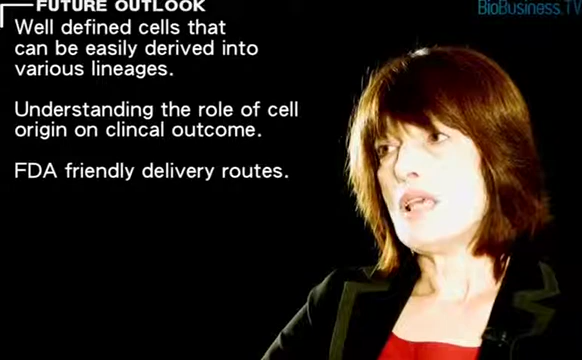 FUTURE OUTLOOK
BioBusiness.TV
Well defined cells that
can be easily derived into
various lineages.
Understanding the role of cell
origin on clincal outcome.
FDA friendly delivery routes.